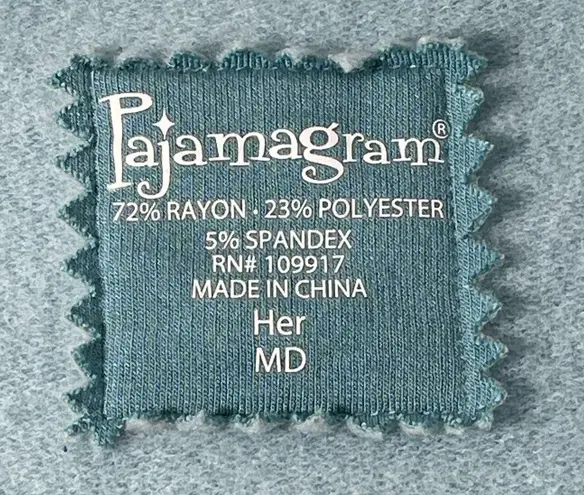 Pajamagram®
72% RAYON · 23% POLYESTER
5% SPANDEX
RN# 109917
MADE IN CHINA
Her
MD